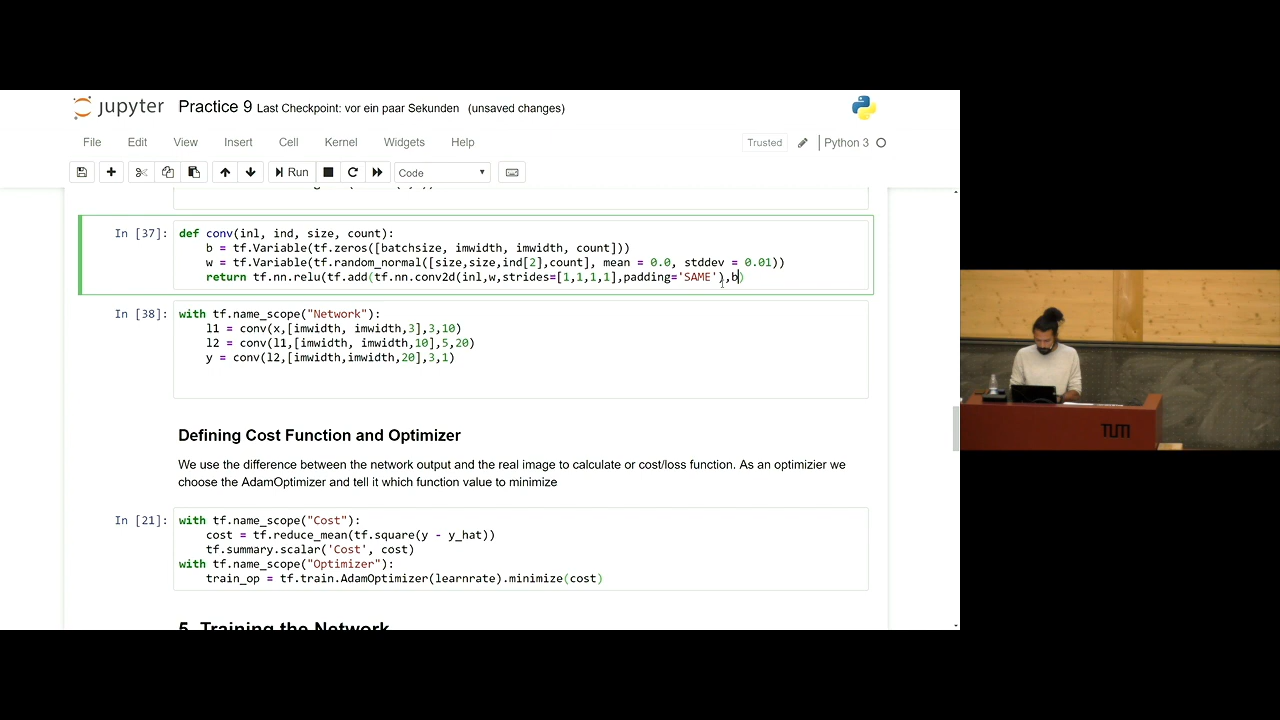 jupyter Practice 9 Last Checkpoint: vor ein paar Sekunden (unsaved changes)
File Edit View Insert Cell Kernel Widgets Help
Trusted Python 3
Run Code
In [37]: def conv(inl, ind, size, count):
b = tf.Variable(tf.zeros([batchsize, imwidth, imwidth, count]))
w = tf.Variable(tf.random_normal([size,size,ind[2],count], mean = 0.0, stddev = 0.01))
return tf.nn.relu(tf.add(tf.nn.conv2d(inl,w,strides=[1,1,1,1],padding='SAME'),b)
In [38]: with tf.name_scope("Network"):
l1 = conv(x,[imwidth, imwidth,3],3,10)
l2 = conv(l1,[imwidth, imwidth,10],5,20)
y = conv(l2,[imwidth,imwidth,20],3,1)
Defining Cost Function and Optimizer
We use the difference between the network output and the real image to calculate or cost/loss function. As an optimizier we
choose the AdamOptimizer and tell it which function value to minimize
In [21]: with tf.name_scope("Cost"):
cost = tf.reduce_mean(tf.square(y - y_hat))
tf.summary.scalar('Cost', cost)
with tf.name_scope("Optimizer"):
train_op = tf.train.AdamOptimizer(learnrate).minimize(cost)
5. Training the Network
TUM